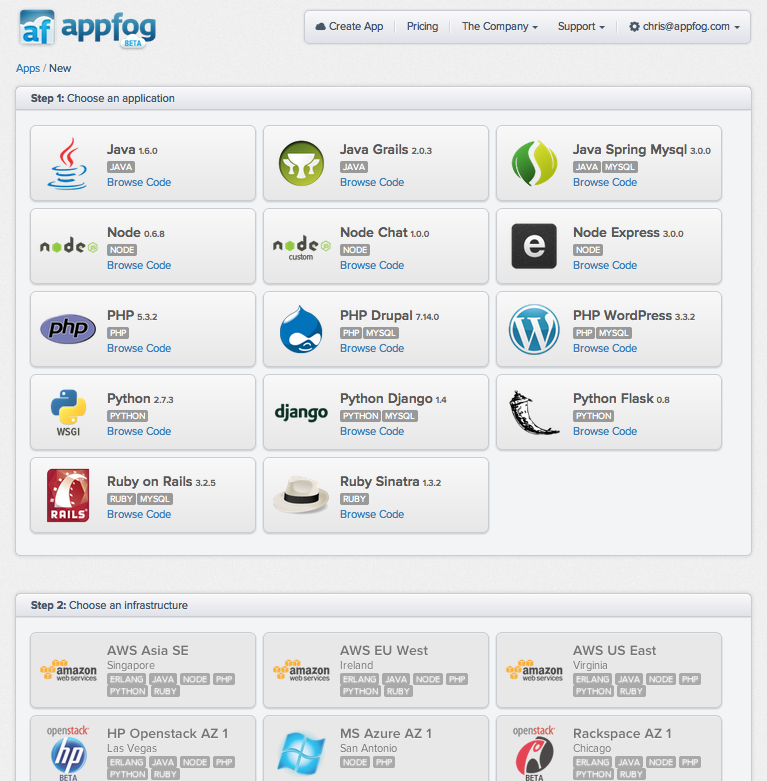 af appfog
BETA
Create App
Pricing
The Company
Support
chris@appfog.com
Apps / New
Step 1: Choose an application
Java 1.6.0
JAVA
Browse Code
Java Grails 2.0.3
JAVA
Browse Code
Java Spring Mysql 3.0.0
JAVA MYSQL
Browse Code
node JS
Node 0.6.8
NODE
Browse Code
node JS
custom
Node Chat 1.0.0
NODE
Browse Code
e
Node Express 3.0.0
NODE
Browse Code
php
PHP 5.3.2
PHP
Browse Code
PHP Drupal 7.14.0
PHP MYSQL
Browse Code
W
PHP WordPress 3.3.2
PHP MYSQL
Browse Code
WSGI
Python 2.7.3
PYTHON
Browse Code
django
Python Django 1.4
PYTHON MYSQL
Browse Code
Python Flask 0.8
PYTHON
Browse Code
RAILS
Ruby on Rails 3.2.5
RUBY MYSQL
Browse Code
Ruby Sinatra 1.3.2
RUBY
Browse Code
Step 2: Choose an infrastructure
amazon
web services
AWS Asia SE
Singapore
ERLANG JAVA NODE PHP
PYTHON RUBY
amazon
web services
AWS EU West
Ireland
ERLANG JAVA NODE PHP
PYTHON RUBY
amazon
web services
AWS US East
Virginia
ERLANG JAVA NODE PHP
PYTHON RUBY
openstack
hp
BETA
HP Openstack AZ 1
Las Vegas
ERLANG JAVA NODE PHP
PYTHON RUBY
MS Azure AZ 1
San Antonio
NODE PHP
openstack
BETA
Rackspace AZ 1
Chicago
ERLANG JAVA NODE PHP
PYTHON RUBY